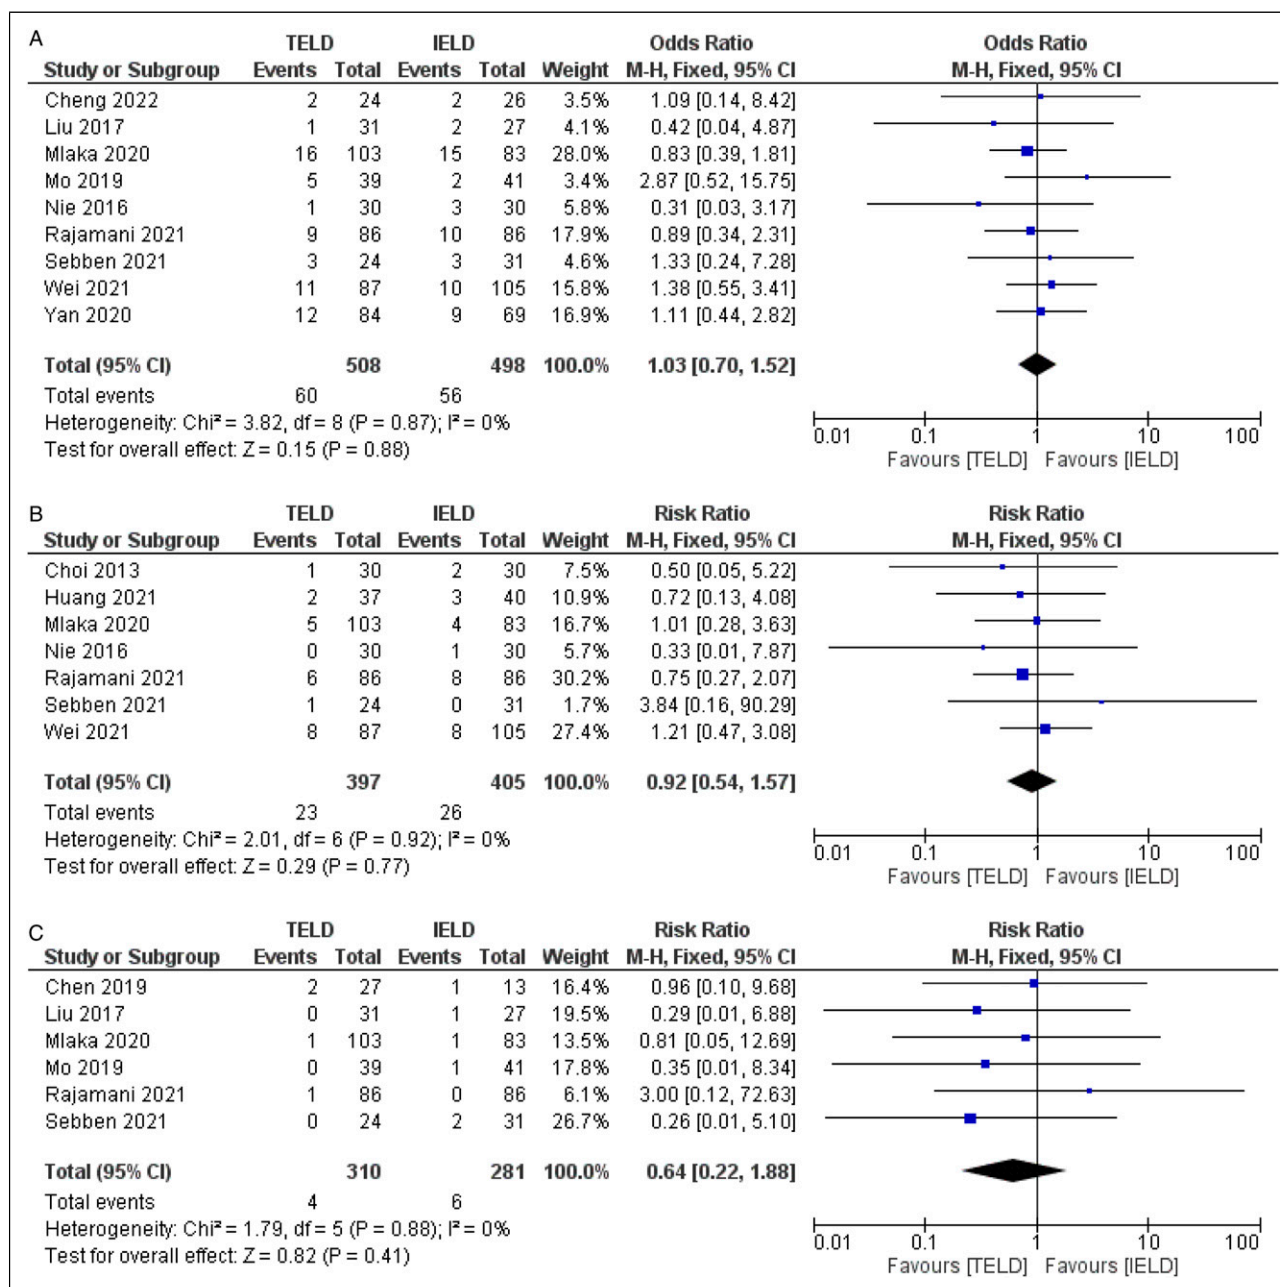 A TELD IELD Odds Ratio Odds Ratio
Study or Subgroup Events Total Events Total Weight M-H, Fixed, 95% CI M-H, Fixed, 95% CI
Cheng 2022 2 24 2 26 3.5% 1.09 [0.14, 8.42]
Liu 2017 1 31 2 27 4.1% 0.42 [0.04, 4.87]
Mlaka 2020 16 103 15 83 28.0% 0.83 [0.39, 1.81]
Mo 2019 5 39 2 41 3.4% 2.87 [0.52, 15.75]
Nie 2016 1 30 3 30 5.8% 0.31 [0.03, 3.17]
Rajamani 2021 9 86 10 86 17.9% 0.89 [0.34, 2.31]
Sebben 2021 3 24 3 31 4.6% 1.33 [0.24, 7.28]
Wei 2021 11 87 10 105 15.8% 1.38 [0.55, 3.41]
Yan 2020 12 84 9 69 16.9% 1.11 [0.44, 2.82]
Total (95% CI) 508 498 100.0% 1.03 [0.70, 1.52]
Total events 60 56
Heterogeneity: Chi² = 3.82, df = 8 (P = 0.87); I² = 0%
Test for overall effect: Z = 0.15 (P = 0.88)
0.01 0.1 1 10 100
Favours [TELD] Favours [IELD]
B TELD IELD Risk Ratio Risk Ratio
Study or Subgroup Events Total Events Total Weight M-H, Fixed, 95% CI M-H, Fixed, 95% CI
Choi 2013 1 30 2 30 7.5% 0.50 [0.05, 5.22]
Huang 2021 2 37 3 40 10.9% 0.72 [0.13, 4.08]
Mlaka 2020 5 103 4 83 16.7% 1.01 [0.28, 3.63]
Nie 2016 0 30 1 30 5.7% 0.33 [0.01, 7.87]
Rajamani 2021 6 86 8 86 30.2% 0.75 [0.27, 2.07]
Sebben 2021 1 24 0 31 1.7% 3.84 [0.16, 90.29]
Wei 2021 8 87 8 105 27.4% 1.21 [0.47, 3.08]
Total (95% CI) 397 405 100.0% 0.92 [0.54, 1.57]
Total events 23 26
Heterogeneity: Chi² = 2.01, df = 6 (P = 0.92); I² = 0%
Test for overall effect: Z = 0.29 (P = 0.77)
0.01 0.1 1 10 100
Favours [TELD] Favours [IELD]
C TELD IELD Risk Ratio Risk Ratio
Study or Subgroup Events Total Events Total Weight M-H, Fixed, 95% CI M-H, Fixed, 95% CI
Chen 2019 2 27 1 13 16.4% 0.96 [0.10, 9.68]
Liu 2017 0 31 1 27 19.5% 0.29 [0.01, 6.88]
Mlaka 2020 1 103 1 83 13.5% 0.81 [0.05, 12.69]
Mo 2019 0 39 1 41 17.8% 0.35 [0.01, 8.34]
Rajamani 2021 1 86 0 86 6.1% 3.00 [0.12, 72.63]
Sebben 2021 0 24 2 31 26.7% 0.26 [0.01, 5.10]
Total (95% CI) 310 281 100.0% 0.64 [0.22, 1.88]
Total events 4 6
Heterogeneity: Chi² = 1.79, df = 5 (P = 0.88); I² = 0%
Test for overall effect: Z = 0.82 (P = 0.41)
0.01 0.1 1 10 100
Favours [TELD] Favours [IELD]